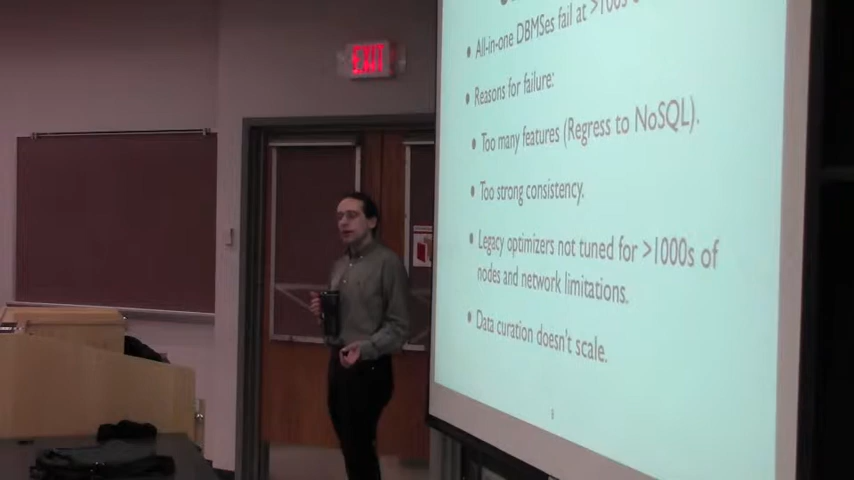 EXIT
All-in-one DBMSes fail at >100s
Reasons for failure:
Too many features (Regress to NoSQL).
Too strong consistency.
Legacy optimizers not tuned for >1000s of
nodes and network limitations.
Data curation doesn't scale.